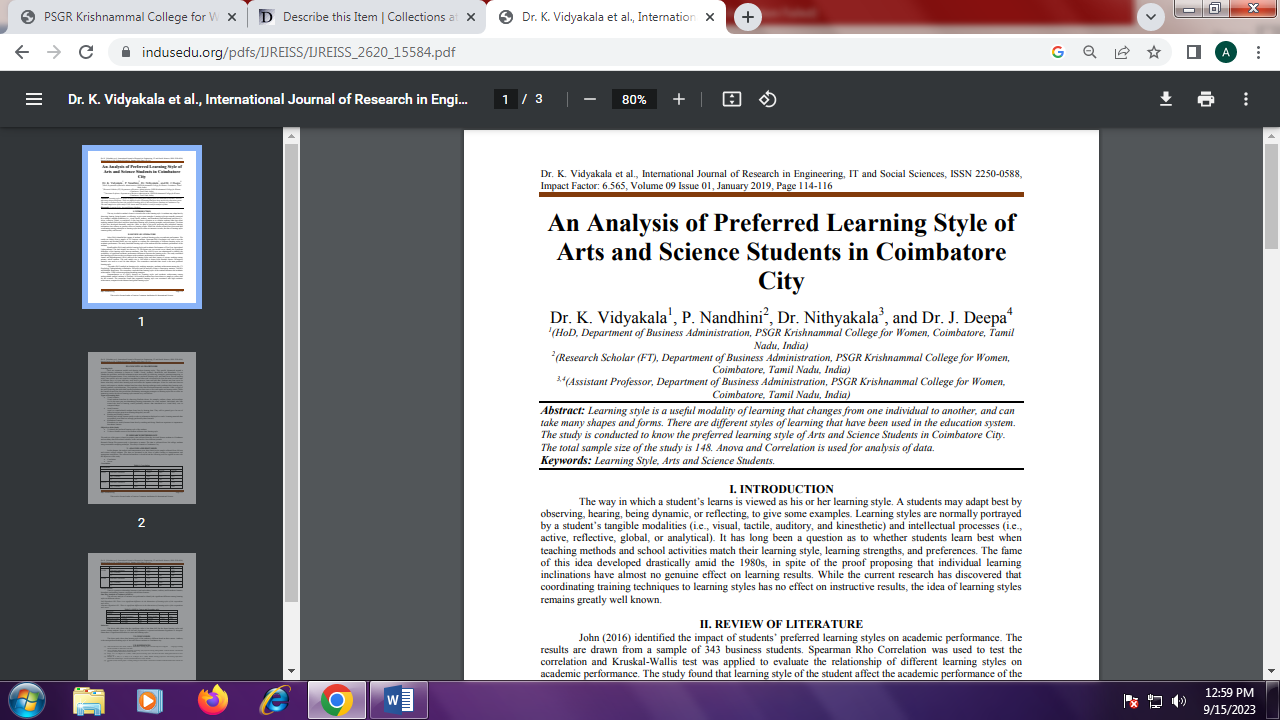 PSGR Krishnammal College for W
Describe this Item | Collections at
Dr. K. Vidyakala et al., Internation
indusedu.org/pdfs/IJREISS/IJREISS_2620_15584.pdf
A
Dr. K. Vidyakala et al., International Journal of Research in Engi...
1 / 3
80%
1
2
Dr. K. Vidyakala et al., International Journal of Research in Engineering, IT and Social Sciences, ISSN 2250-0588,
Impact Factor: 6.565, Volume 09 Issue 01, January 2019, Page 114-116
An Analysis of Preferred Learning Style of
Arts and Science Students in Coimbatore
City
Dr. K. Vidyakala1, P. Nandhini2, Dr. Nithyakala3, and Dr. J. Deepa4
1(HoD, Department of Business Administration, PSGR Krishnammal College for Women, Coimbatore, Tamil
Nadu, India)
2(Research Scholar (FT), Department of Business Administration, PSGR Krishnammal College for Women,
Coimbatore, Tamil Nadu, India)
3,4(Assistant Professor, Department of Business Administration, PSGR Krishnammal College for Women,
Coimbatore, Tamil Nadu, India)
Abstract: Learning style is a useful modality of learning that changes from one individual to another, and can
take many shapes and forms. There are different styles of learning that have been used in the education system.
The study is conducted to know the preferred learning style of Arts and Science Students in Coimbatore City.
The total sample size of the study is 148. Anova and Correlation is used for analysis of data.
Keywords: Learning Style, Arts and Science Students.
I. INTRODUCTION
The way in which a student's learns is viewed as his or her learning style. A students may adapt best by
observing, hearing, being dynamic, or reflecting, to give some examples. Learning styles are normally portrayed
by a student's tangible modalities (i.e., visual, tactile, auditory, and kinesthetic) and intellectual processes (i.e.,
active, reflective, global, or analytical). It has long been a question as to whether students learn best when
teaching methods and school activities match their learning style, learning strengths, and preferences. The fame
of this idea developed drastically amid the 1980s, in spite of the proof proposing that individual learning
inclinations have almost no genuine effect on learning results. While the current research has discovered that
coordinating training techniques to learning styles has no effect on instructive results, the idea of learning styles
remains greatly well known.
II. REVIEW OF LITERATURE
John (2016) identified the impact of students' preferred learning styles on academic performance. The
results are drawn from a sample of 343 business students. Spearman Rho Correlation was used to test the
correlation and Kruskal-Wallis test was applied to evaluate the relationship of different learning styles on
academic performance. The study found that learning style of the student affect the academic performance of the
12:59 PM
9/15/2023